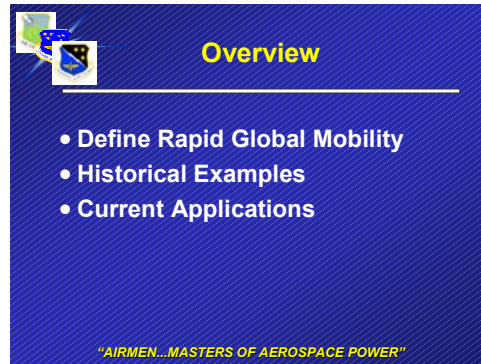 Overview
• Define Rapid Global Mobility
• Historical Examples
• Current Applications
“AIRMEN...MASTERS OF AEROSPACE POWER”